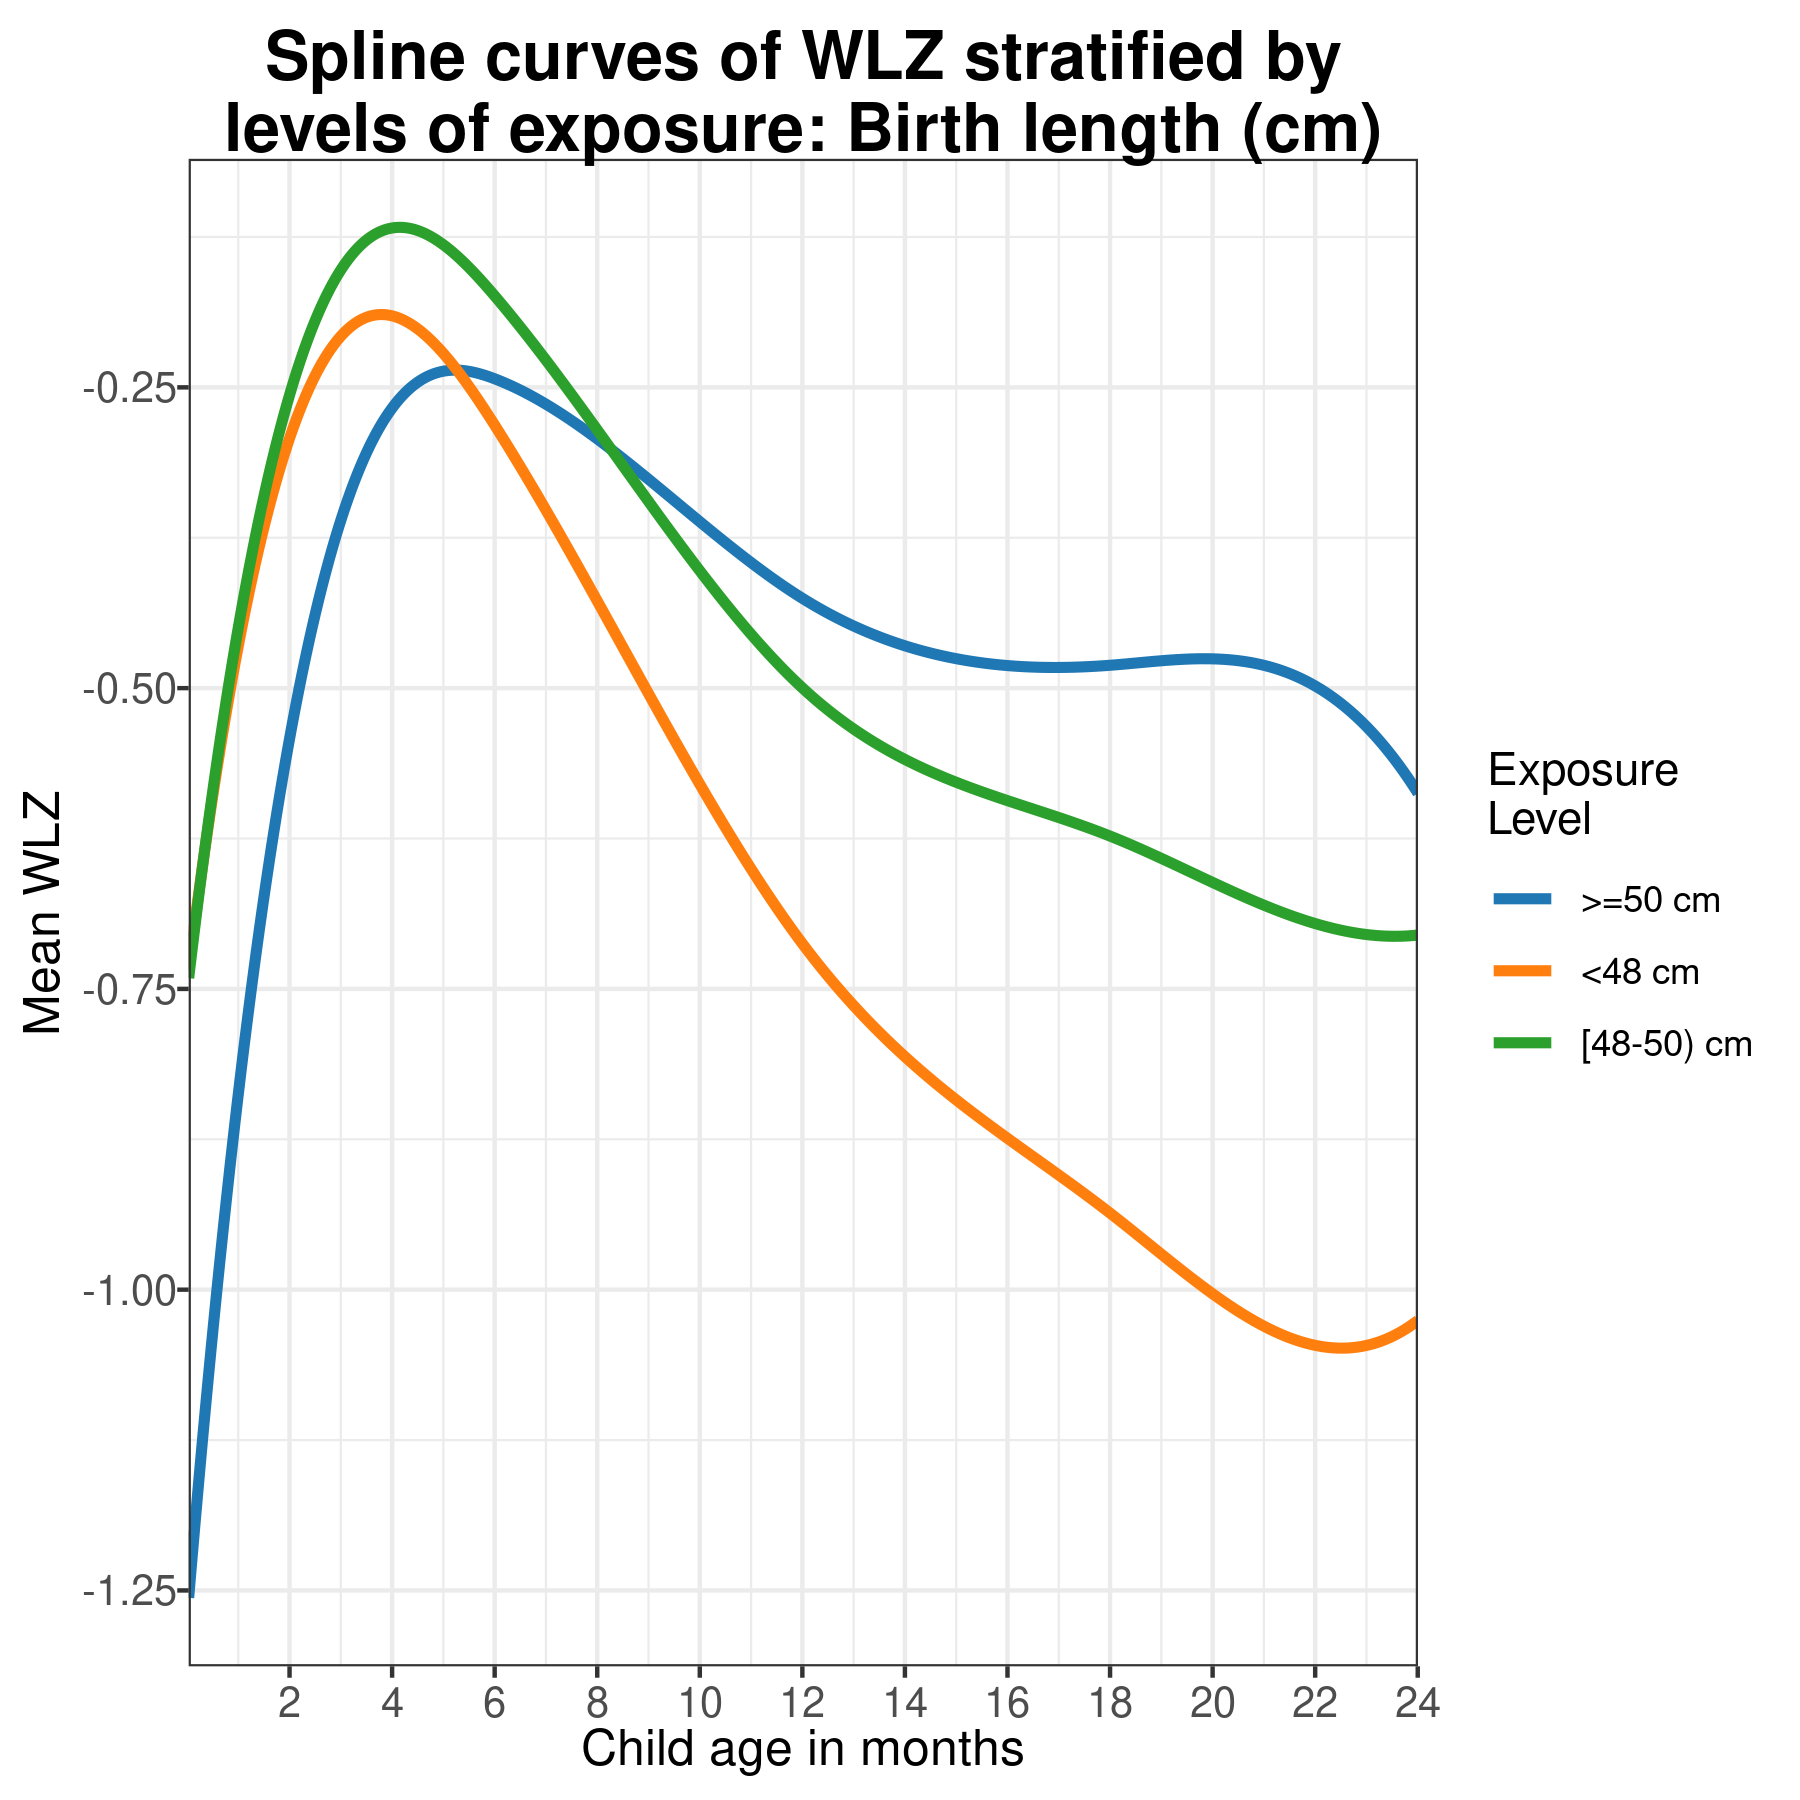 Spline curves of WLZ stratified by
levels of exposure: Birth length (cm)
Mean WLZ
-0.25
-0.50
-0.75
-1.00
-1.25
2 4 6 8 10 12 14 16 18 20 22 24
Child age in months
Exposure
Level
>=50 cm
<48 cm
[48-50) cm